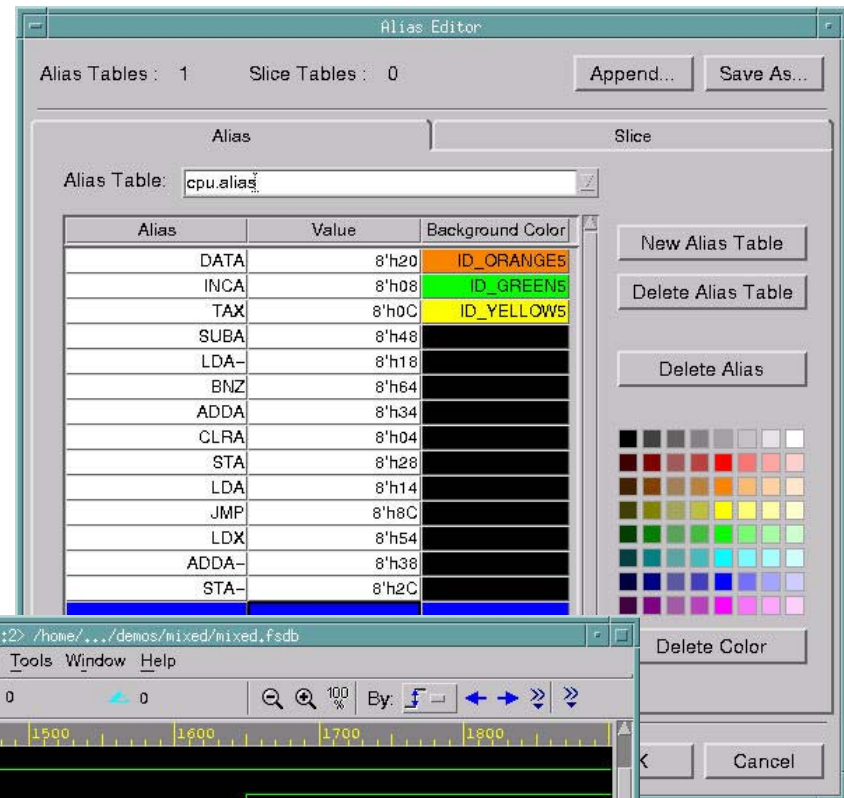 Alias Editor
Alias Tables : 1 Slice Tables : 0 Append... Save As...
Alias Slice
Alias Table: cpu.alias
Alias Value Background Color
DATA 8'h20 ID_ORANGE5
INCA 8'h08 ID_GREEN5
TAX 8'h0C ID_YELLOW5
SUBA 8'h48
LDA- 8'h18
BNZ 8'h64
ADDA 8'h34
CLRA 8'h04
STA 8'h28
LDA 8'h14
JMP 8'h8C
LDX 8'h54
ADDA- 8'h38
STA- 8'h2C
New Alias Table
Delete Alias Table
Delete Alias
Delete Color
K Cancel
:2> /home/.../demos/mixed/mixed.fsdb
Tools Window Help
0 0 100 % By:
1500 1600 1700 1800